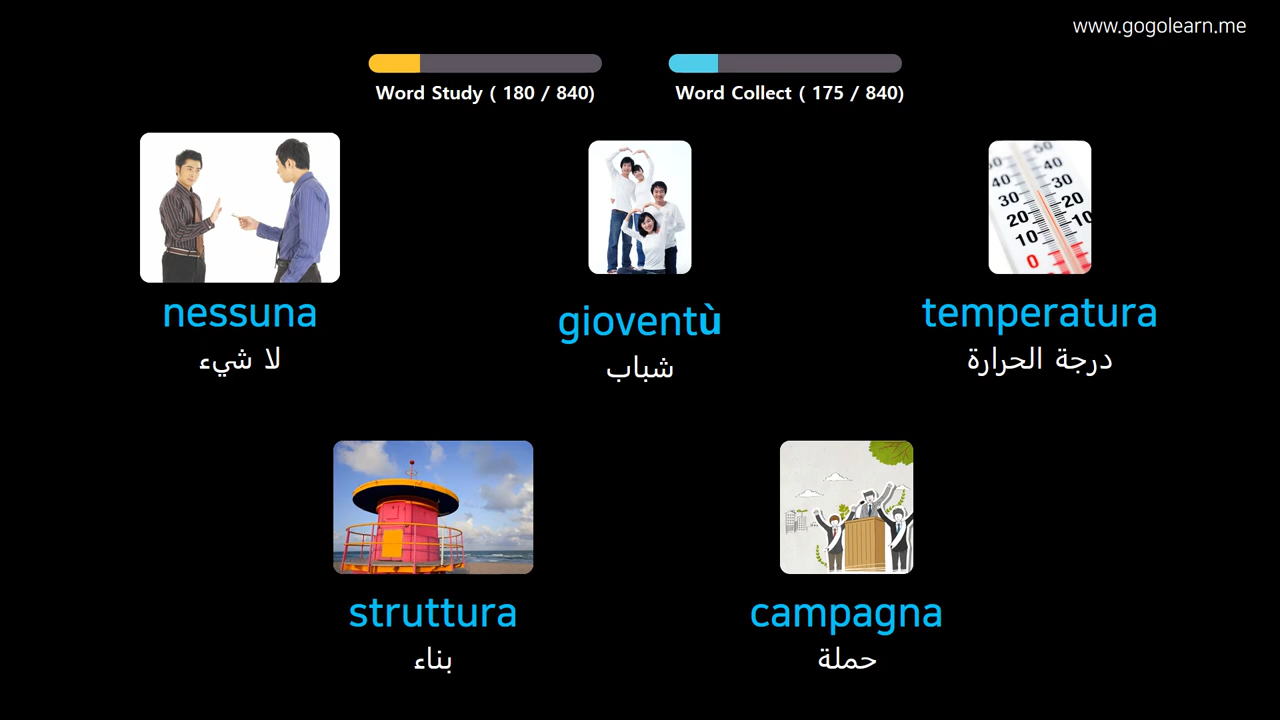 www.gogolearn.me
Word Study ( 180 / 840)
Word Collect ( 175 / 840)
nessuna
لا شيء
gioventù
شباب
temperatura
درجة الحرارة
struttura
بناء
campagna
حملة